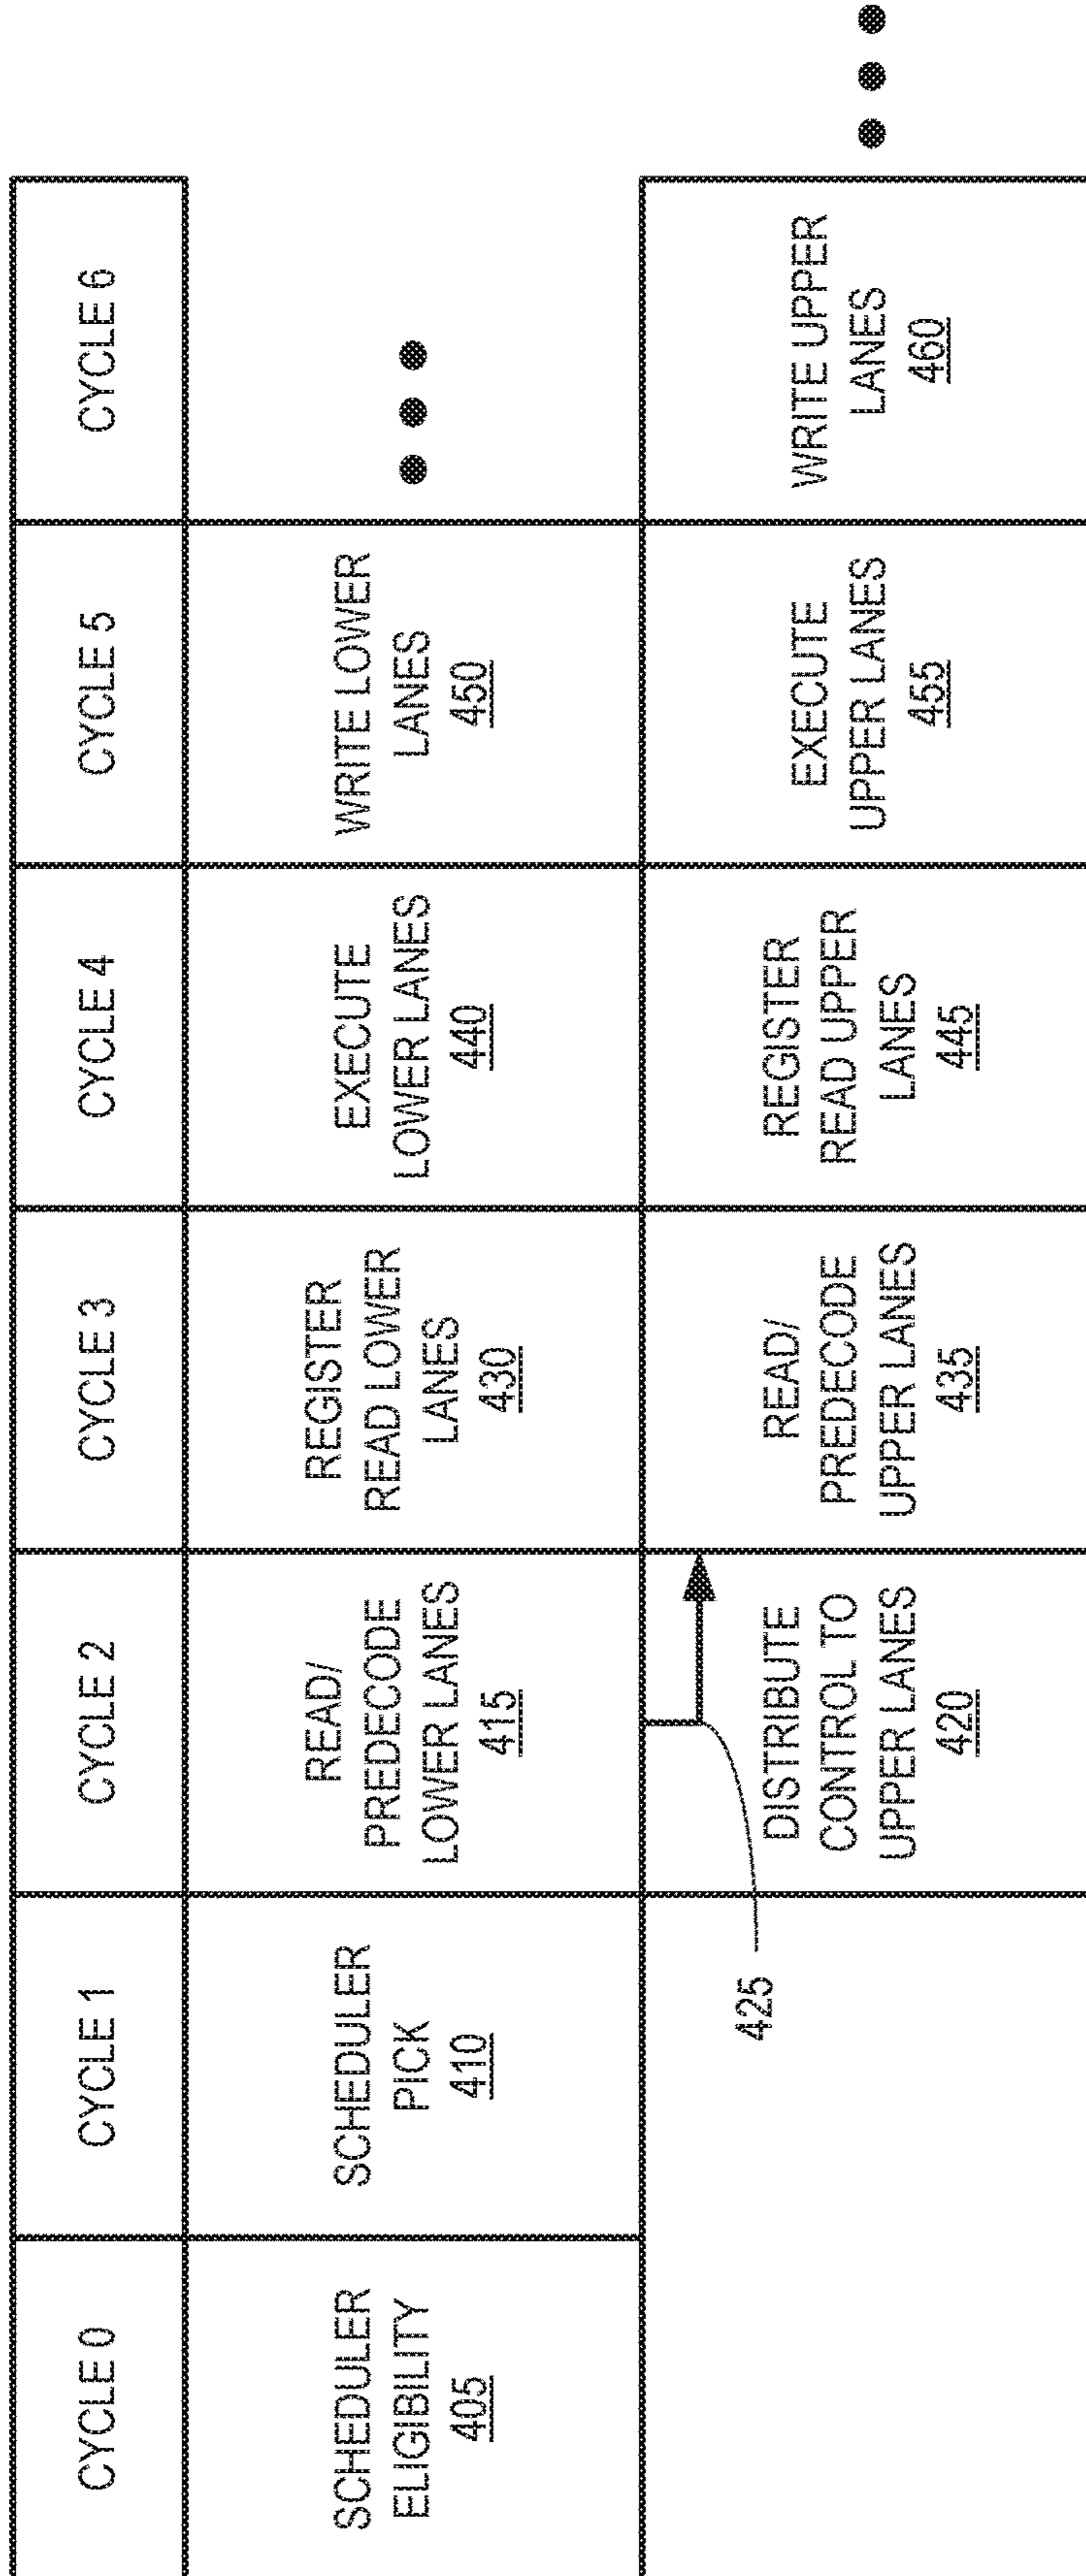 CYCLE 0
CYCLE 1
CYCLE 2
CYCLE 3
CYCLE 4
CYCLE 5
CYCLE 6
SCHEDULER
ELIGIBILITY
405
SCHEDULER
PICK
410
READ/
PREDECODE
LOWER LANES
415
REGISTER
READ LOWER
LANES
430
EXECUTE
LOWER LANES
440
WRITE LOWER
LANES
450
425
DISTRIBUTE
CONTROL TO
UPPER LANES
420
READ/
PREDECODE
UPPER LANES
435
REGISTER
READ UPPER
LANES
445
EXECUTE
UPPER LANES
455
WRITE UPPER
LANES
460